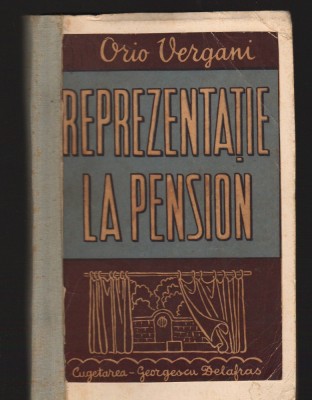 Orio Vergani
REPREZENTAȚIE
LA PENSION
Cugetarea - Georgescu Delafras